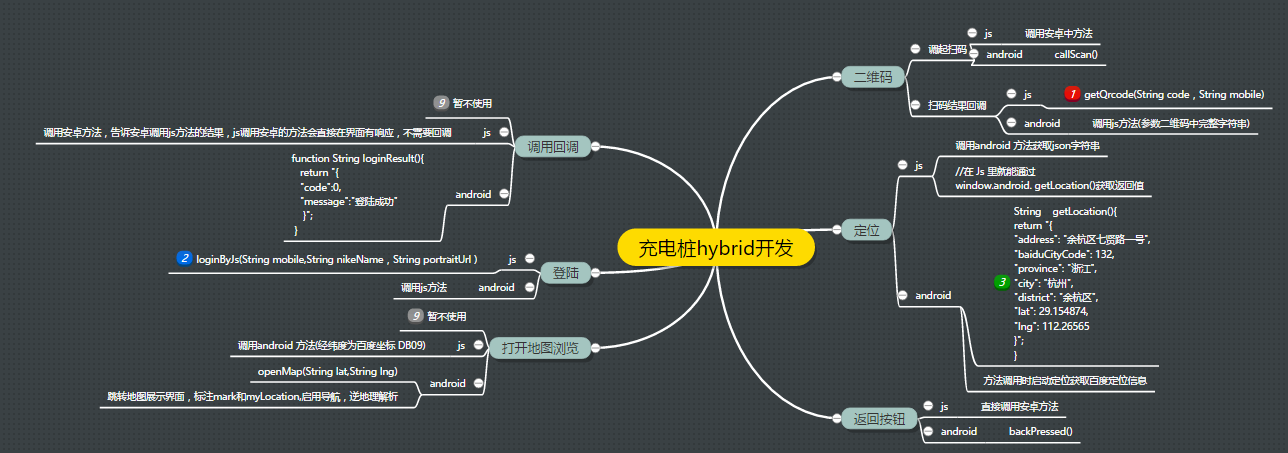 充电桩hybrid开发
二维码
调起扫码
js
调用安卓中方法
android
callScan()
扫码结果回调
js
1
getQrcode(String code , String mobile)
android
调用js方法(参数二维码中完整字符串)
定位
js
调用android 方法获取json字符串
//在 Js 里就能通过
window.android. getLocation()获取返回值
android
3
String getLocation(){
return "{
"address": "余杭区七贤路一号",
"baiduCityCode": 132,
"province": "浙江",
"city": "杭州",
"district": "余杭区",
"lat": 29.154874,
"lng": 112.26565
}";
}
方法调用时启动定位获取百度定位信息
返回按钮
js
直接调用安卓方法
android
backPressed()
调用回调
9
暂不使用
js
调用安卓方法，告诉安卓调用js方法的结果，js调用安卓的方法会直接在界面有响应，不需要回调
android
function String loginResult(){
return "{
"code":0,
"message":"登陆成功"
}";
}
登陆
js
2
loginByJs(String mobile,String nikeName , String portraitUrl )
android
调用js方法
打开地图浏览
9
暂不使用
js
调用android 方法(经纬度为百度坐标 DB09)
android
openMap(String lat,String lng)
跳转地图展示界面，标注mark和myLocation,启用导航，逆地理解析